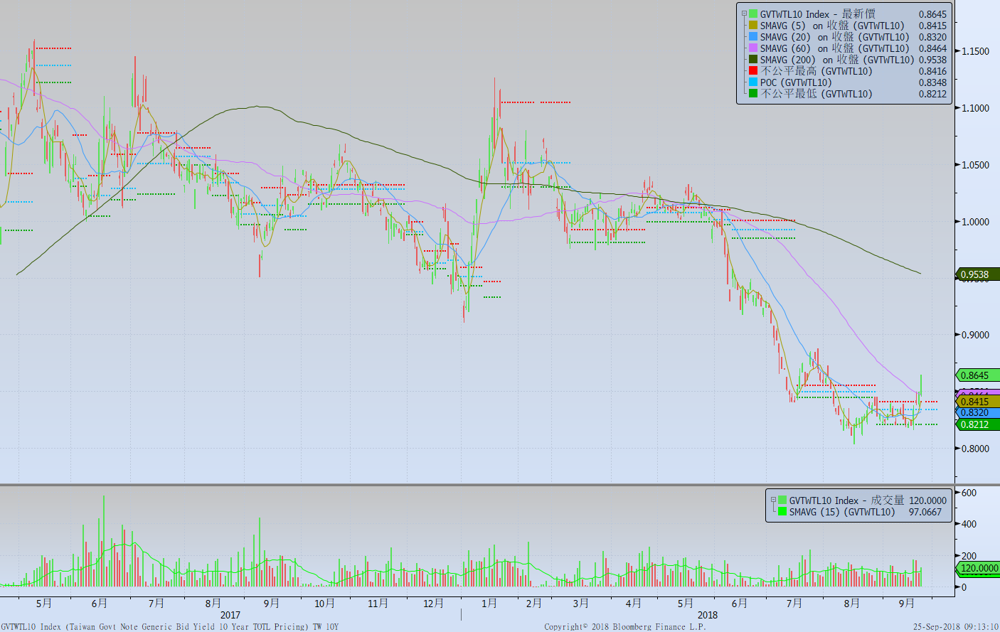 GVTWTL10 Index - 最新價 0.8645
SMAVG (5) on 收盤 (GVTWTL10) 0.8415
SMAVG (20) on 收盤 (GVTWTL10) 0.8320
SMAVG (60) on 收盤 (GVTWTL10) 0.8464
SMAVG (200) on 收盤 (GVTWTL10) 0.9538
不公平最高 (GVTWTL10) 0.8416
POC (GVTWTL10) 0.8348
不公平最低 (GVTWTL10) 0.8212
1.1500
1.1000
1.0500
1.0000
0.9538
0.9000
0.8645
0.8415
0.8320
0.8212
0.8000
GVTWTL10 Index - 成交量 120.0000
SMAVG (15) (GVTWTL10) 97.0667
600
400
200
120.0000
0
5月 6月 7月 8月 9月 10月 11月 12月 1月 2月 3月 4月 5月 6月 7月 8月 9月
2017 2018
GVTWTL10 Index (Taiwan Govt Note Generic Bid Yield 10 Year TOTL Pricing) TW 10Y Copyright© 2018 Bloomberg Finance L.P. 25-Sep-2018 09:13:10